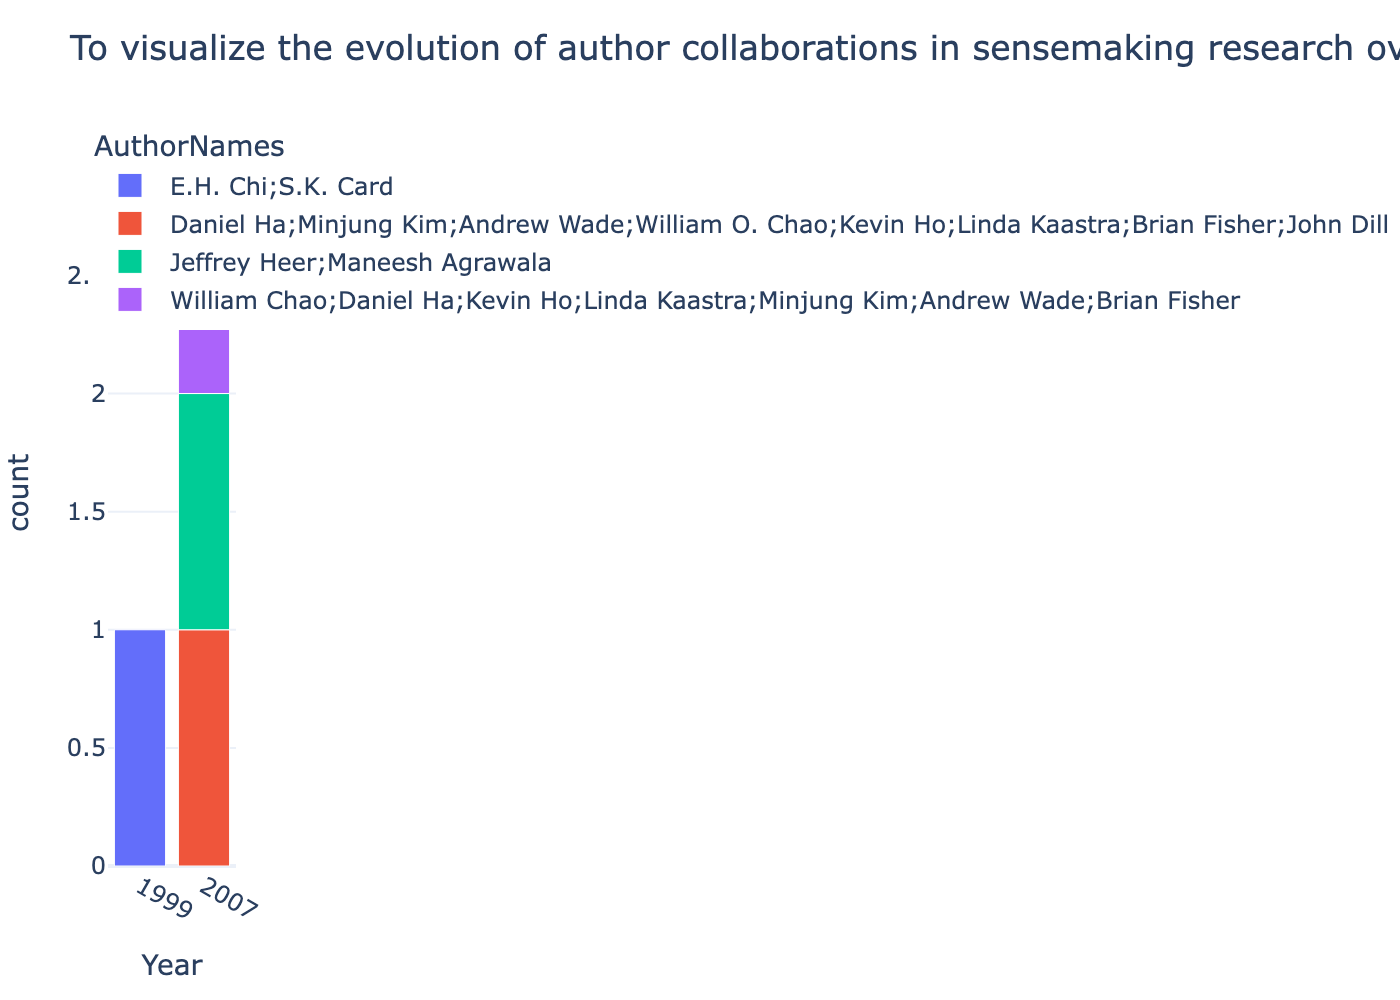 To visualize the evolution of author collaborations in sensemaking research ov
AuthorNames
E.H. Chi;S.K. Card
Daniel Ha;Minjung Kim;Andrew Wade;William O. Chao;Kevin Ho;Linda Kaastra;Brian Fisher;John Dill
Jeffrey Heer;Maneesh Agrawala
William Chao;Daniel Ha;Kevin Ho;Linda Kaastra;Minjung Kim;Andrew Wade;Brian Fisher
2.
2
1.5
1
0.5
0
count
1999
2007
Year